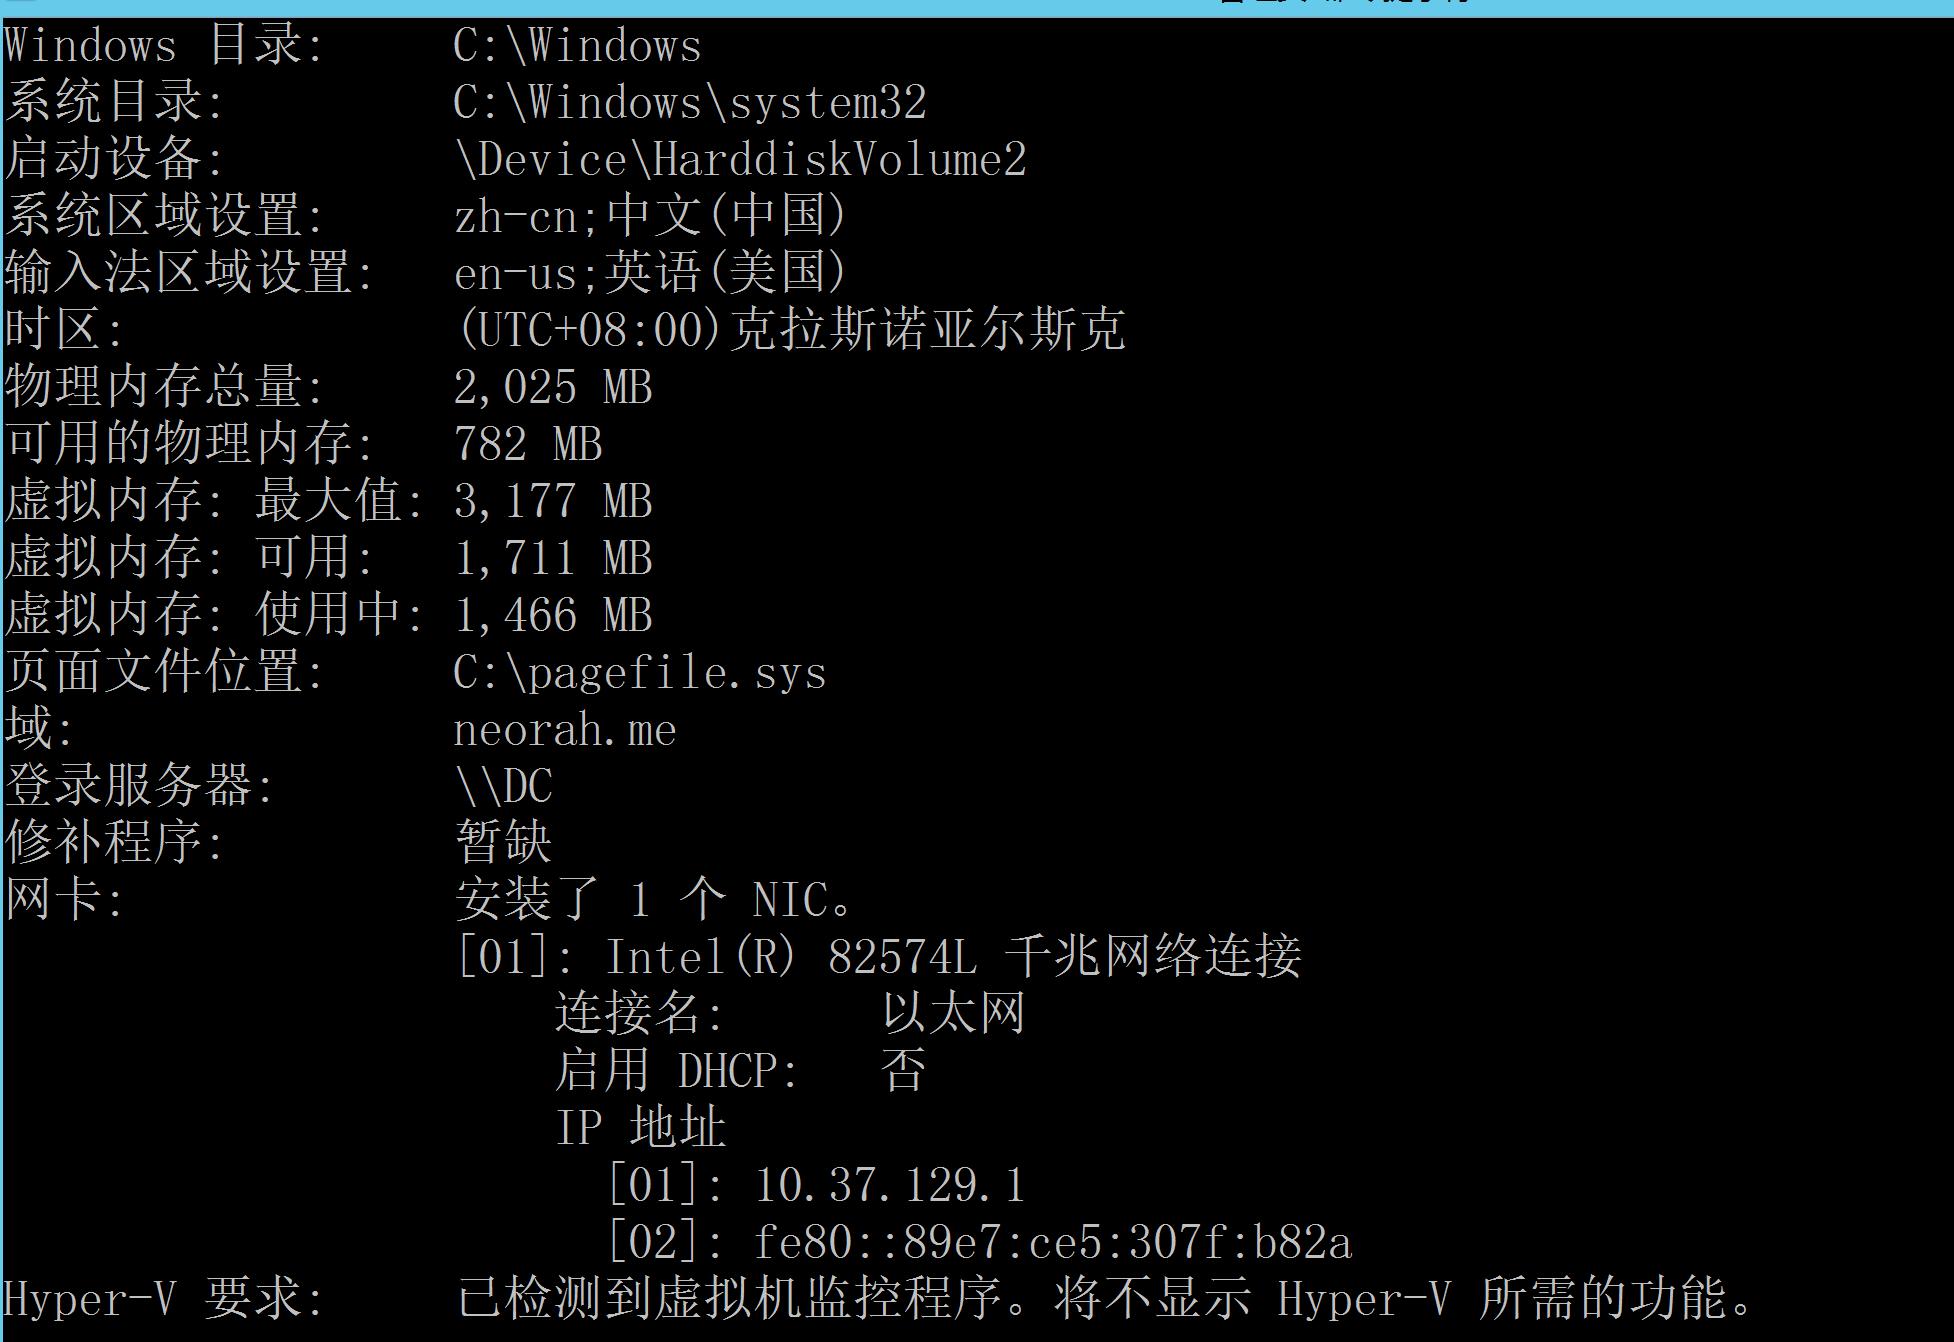 Windows 目录: C:\Windows
系统目录: C:\Windows\system32
启动设备: \Device\HarddiskVolume2
系统区域设置: zh-cn;中文(中国)
输入法区域设置: en-us;英语(美国)
时区: (UTC+08:00)克拉斯诺亚尔斯克
物理内存总量: 2,025 MB
可用的物理内存: 782 MB
虚拟内存: 最大值: 3,177 MB
虚拟内存: 可用: 1,711 MB
虚拟内存: 使用中: 1,466 MB
页面文件位置: C:\pagefile.sys
域: neorah.me
登录服务器: \\DC
修补程序: 暂缺
网卡: 安装了 1 个 NIC。
[01]: Intel(R) 82574L 千兆网络连接
连接名: 以太网
启用 DHCP: 否
IP 地址
[01]: 10.37.129.1
[02]: fe80::89e7:ce5:307f:b82a
Hyper-V 要求: 已检测到虚拟机监控程序。将不显示 Hyper-V 所需的功能。